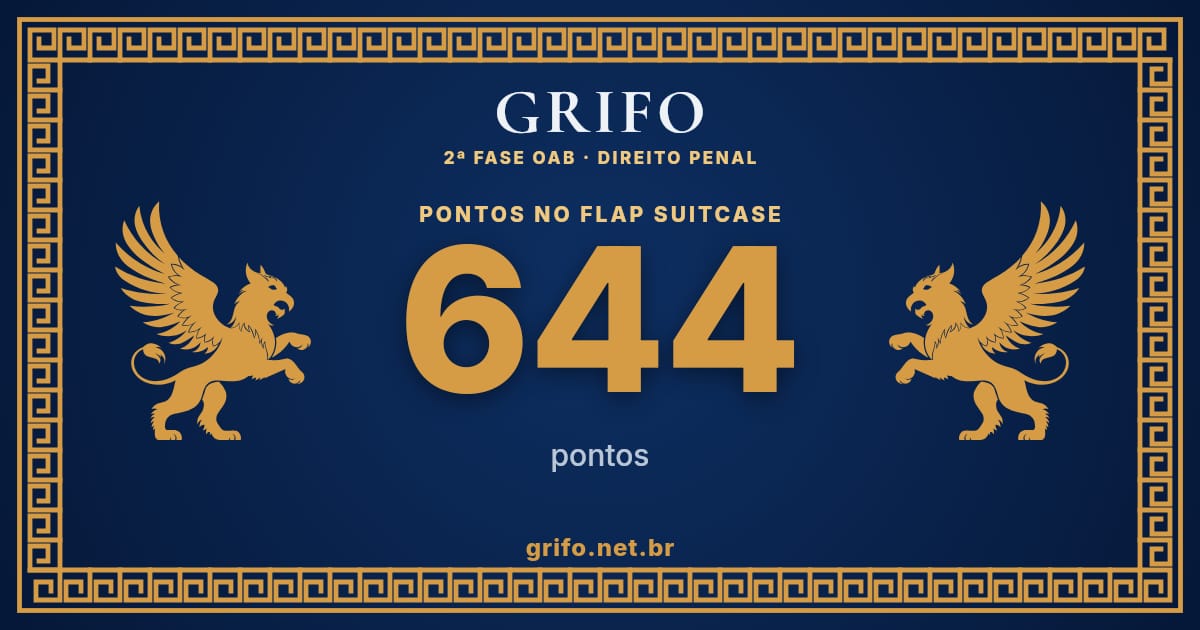 GRIFO
2ª FASE OAB · DIREITO PENAL
PONTOS NO FLAP SUITCASE
644
pontos
grifo.net.br